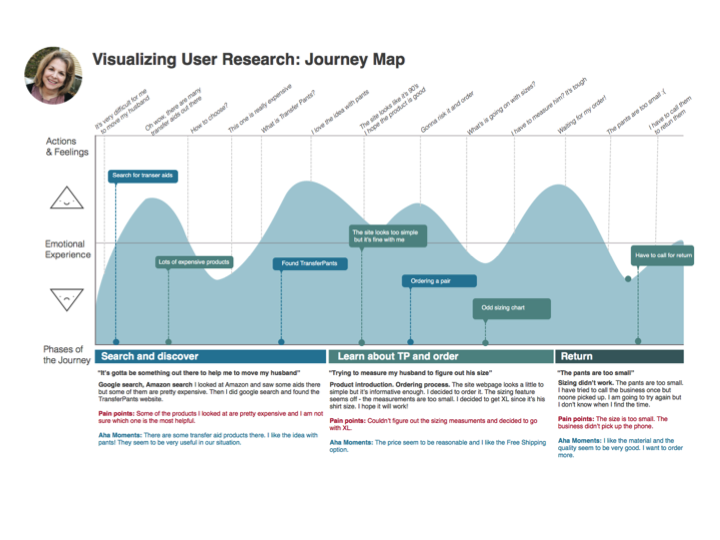 Visualizing User Research: Journey Map
It's very difficult for me
to move my husband
Oh wow, there are many
transfer aids out there
How to choose?
This one is really expensive
What is Transfer Pants?
I love the idea with pants
The site looks like it's 90's
I hope the product is good
Gonna risk it and order
What's is going on with sizes?
I have to measure him? It's tough
Waiting for my order!
The pants are too small :(
I have to call them
to return them
Actions
& Feelings
Search for transer aids
The site looks too simple
but it's fine with me
Emotional
Experience
Lots of expensive products
Found TransferPants
Have to call for return
Ordering a pair
Odd sizing chart
Phases of
the Journey
Search and discover
Learn about TP and order
Return
"It's gotta be something out there to help me to move my husband"
Google search, Amazon search I looked at Amazon and saw some aids there
but some of them are pretty expensive. Then I did google search and found the
TransferPants website.
Pain points: Some of the products I looked at are pretty expensive and I am not
sure which one is the most helpful.
Aha Moments: There are some transfer aid products there. I like the idea with
pants! They seem to be very useful in our situation.
"Trying to measure my husband to figure out his size"
Product introduction. Ordering process. The site webpage looks a little to
simple but it's informative enough. I decided to order it. The sizing feature
seems off - the measurements are too small. I decided to get XL since it's his
shirt size. I hope it will work!
Pain points: Couldn't figure out the sizing measuments and decided to go
with XL.
Aha Moments: The price seem to be reasonable and I like the Free Shipping
option.
"The pants are too small"
Sizing didn't work. The pants are too small.
I have tried to call the business once but
noone picked up. I am going to try again but
I don't know when I find the time.
Pain points: The size is too small. The
business didn't pick up the phone.
Aha Moments: I like the material and the
quality seem to be very good. I want to order
more.